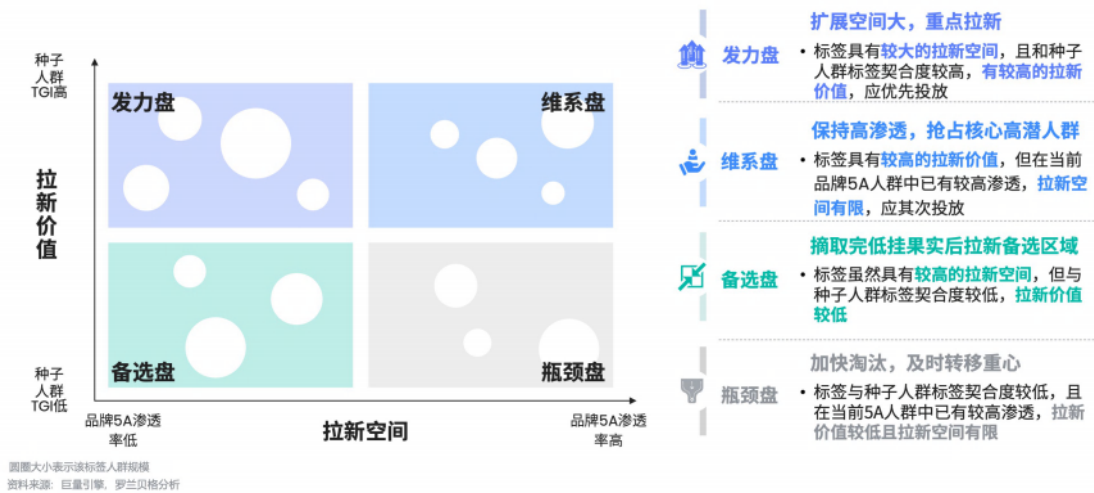 种子
人群
TGI高
拉新价值
种子
人群
TGI低
发力盘
维系盘
备选盘
瓶颈盘
品牌5A渗透
率低
拉新空间
品牌5A渗透
率高
圆圈大小表示该标签人群规模
资料来源：巨量引擎，罗兰贝格分析
发力盘
扩展空间大，重点拉新
• 标签具有较大的拉新空间，且和种子
人群标签契合度较高，有较高的拉新
价值，应优先投放
维系盘
保持高渗透，抢占核心高潜人群
• 标签具有较高的拉新价值，但在当前
品牌5A人群中已有较高渗透，拉新空
间有限，应其次投放
备选盘
摘取完低挂果实后拉新备选区域
• 标签虽然具有较高的拉新空间，但与
种子人群标签契合度较低，拉新价值
较低
瓶颈盘
加快淘汰，及时转移重心
• 标签与种子人群标签契合度较低，且
在当前5A人群中已有较高渗透，拉新
价值较低且拉新空间有限